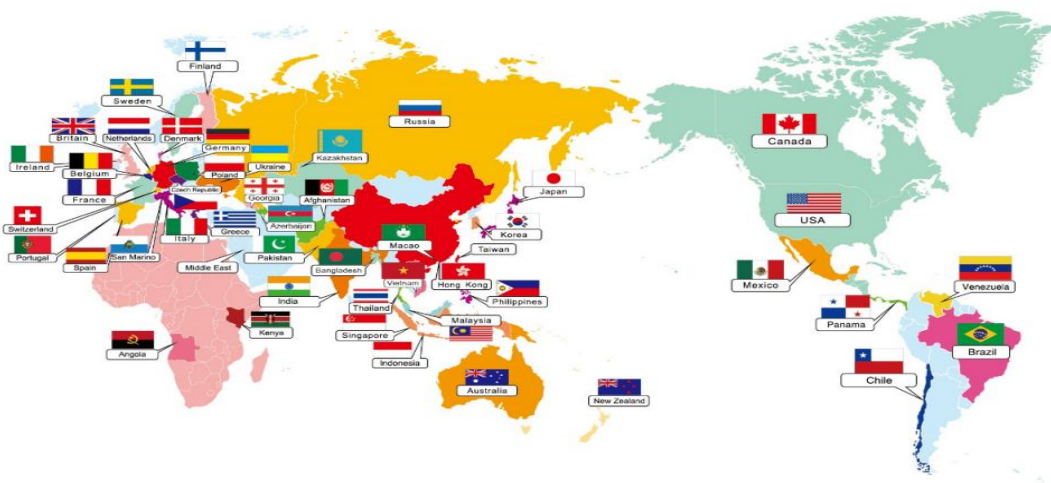 Finland
Sweden
Russia
Britain
Netherlands
Denmark
Germany
Canada
Ireland
Belgium
Poland
Ukraine
Kazakhstan
France
Czech Republic
Georgia
Afghanistan
Japan
Switzerland
Italy
Greece
Azerbaijan
Macao
Korea
USA
Portugal
Spain
San Marino
Middle East
Pakistan
Bangladesh
Vietnam
Hong Kong
Taiwan
Mexico
Venezuela
India
Thailand
Philippines
Kenya
Singapore
Malaysia
Panama
Angola
Indonesia
Brazil
Australia
New Zealand
Chile